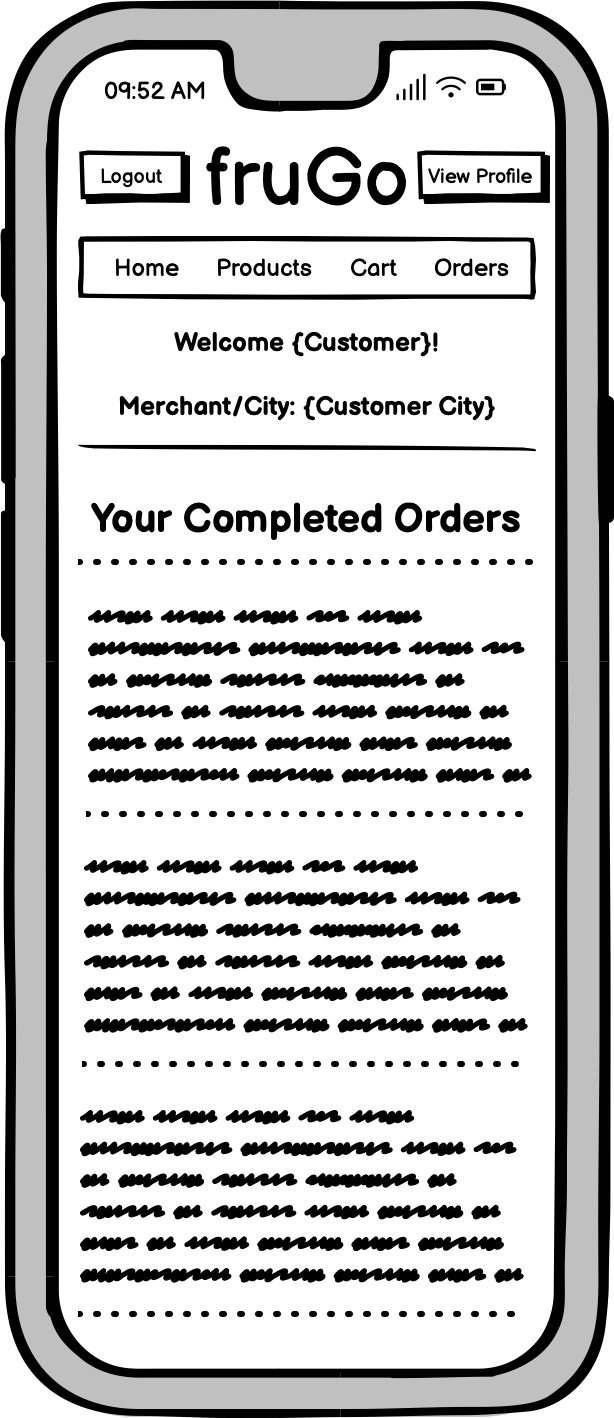 09:52 AM
Logout
fruGo
View Profile
Home Products Cart Orders
Welcome {Customer}!
Merchant/City: {Customer City}
Your Completed Orders